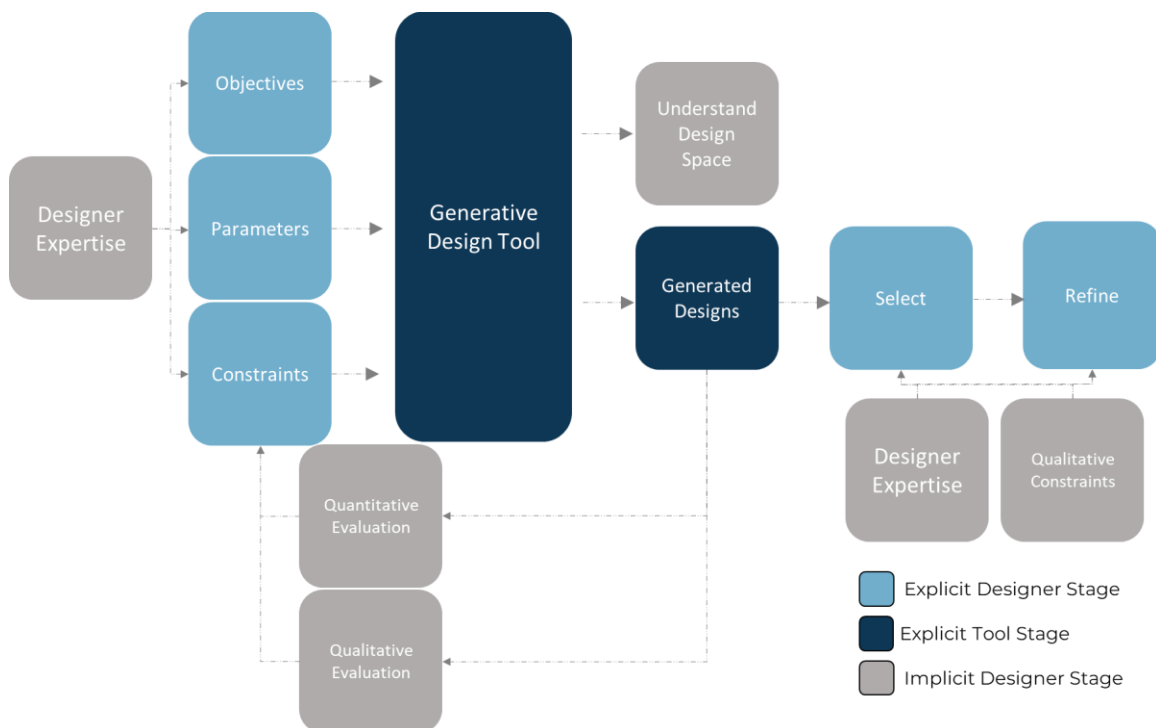 Objectives
Understand
Design
Space
Designer
Expertise
Parameters
Generative
Design Tool
Generated
Designs
Select
Refine
Constraints
Designer
Expertise
Qualitative
Constraints
Quantitative
Evaluation
Qualitative
Evaluation
Explicit Designer Stage
Explicit Tool Stage
Implicit Designer Stage